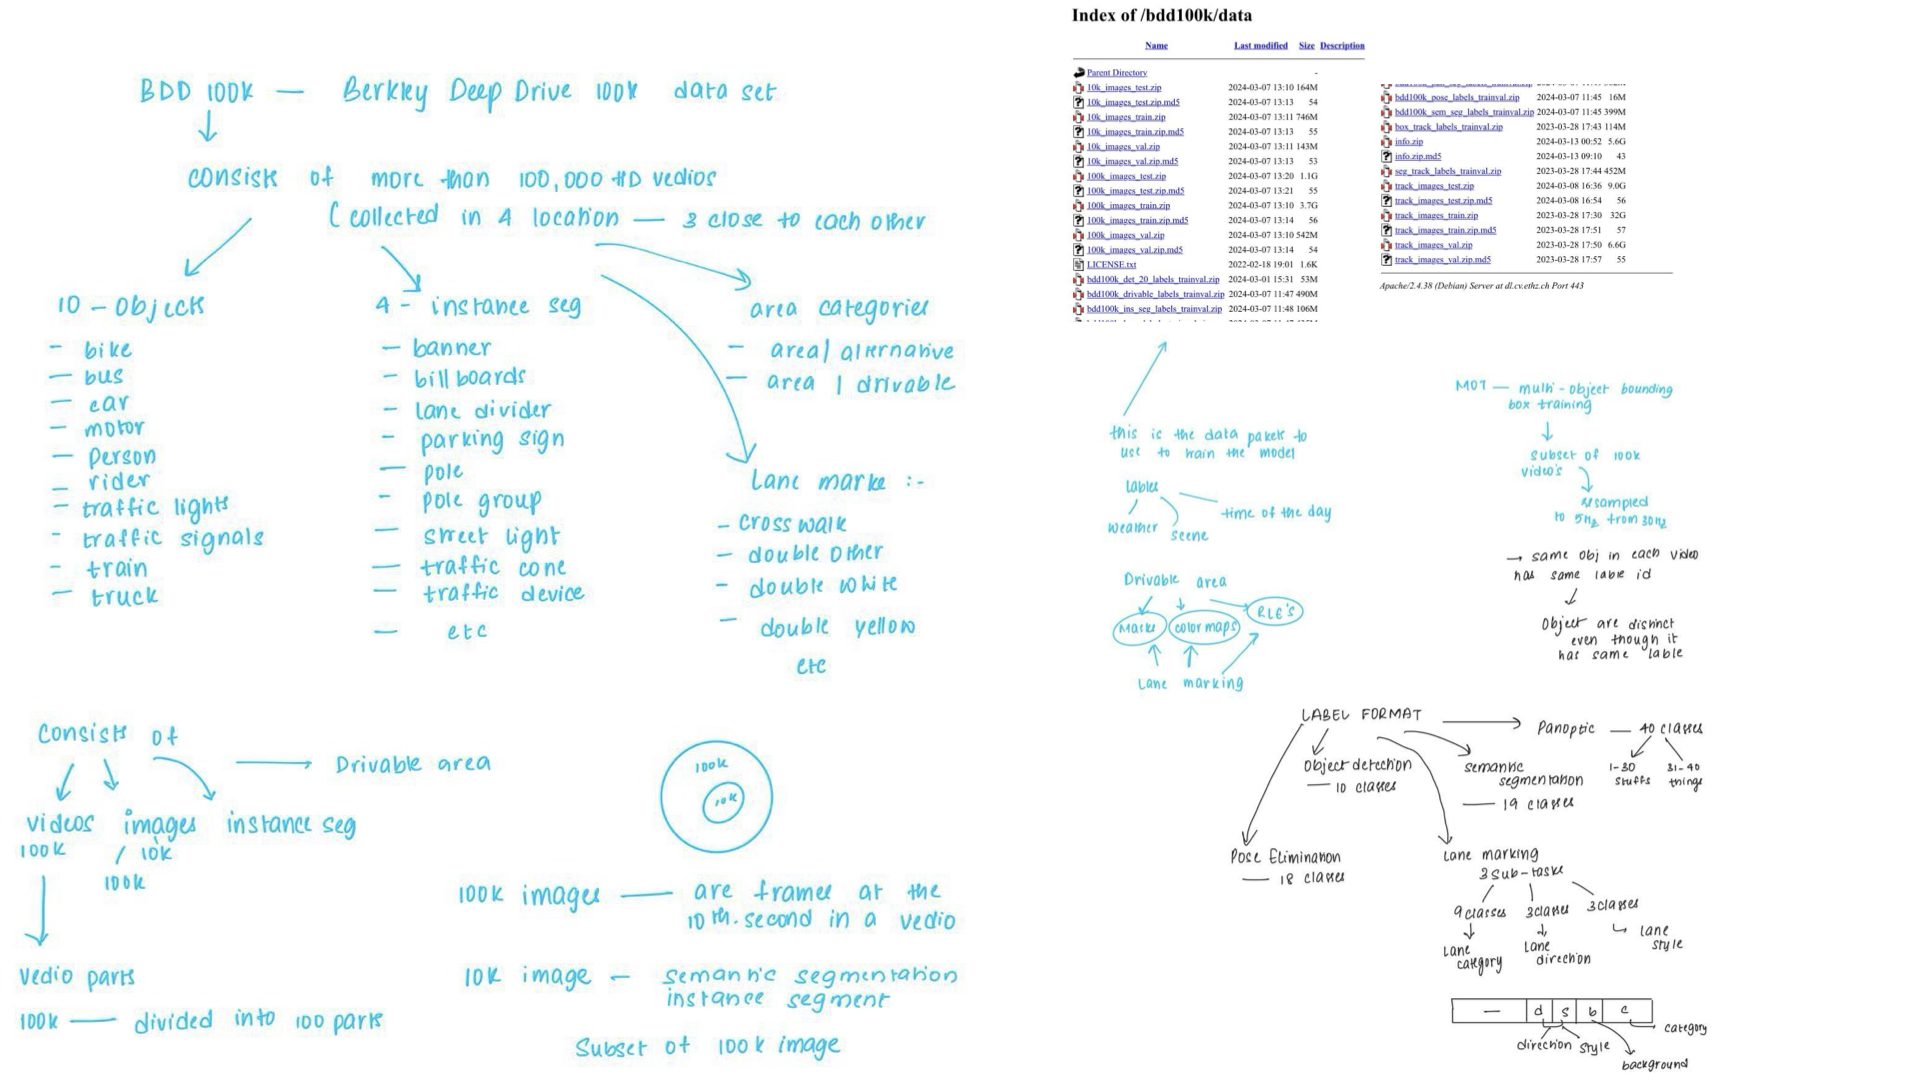 BDD 100k — Berkley Deep Drive 100k data set
consists of more than 100,000 HD vedios
( collected in 4 location — 3 close to each other
10 - Objects
- bike
- bus
- car
- motor
- person
- rider
- traffic lights
- traffic signals
- train
- truck
4 - instance seg
- banner
- bill boards
- lane divider
- parking sign
- pole
- pole group
- street light
- traffic cone
- traffic device
- etc
area categories
- area/alternative
- area / drivable
Lane marks :-
- cross walk
- double other
- double white
- double yellow
etc
Consists of
Drivable area
videos images instance seg
100k / 10k
100k
vedio parts
100k — divided into 100 parts
100k
10k
100k images — are frames at the
10th. second in a vedio
10k image - semantic segmentation
instance segment
Subset of 100k image
Index of /bdd100k/data
Name Last modified Size Description
Parent Directory -
10k_images_test.zip 2024-03-07 13:10 164M
10k_images_test.zip.md5 2024-03-07 13:13 54
10k_images_train.zip 2024-03-07 13:11 746M
10k_images_train.zip.md5 2024-03-07 13:13 55
10k_images_val.zip 2024-03-07 13:11 143M
10k_images_val.zip.md5 2024-03-07 13:13 53
100k_images_test.zip 2024-03-07 13:20 1.1G
100k_images_test.zip.md5 2024-03-07 13:21 55
100k_images_train.zip 2024-03-07 13:10 3.7G
100k_images_train.zip.md5 2024-03-07 13:14 56
100k_images_val.zip 2024-03-07 13:10 542M
100k_images_val.zip.md5 2024-03-07 13:14 54
LICENSE.txt 2022-02-18 19:01 1.6K
bdd100k_det_20_labels_trainval.zip 2024-03-01 15:31 53M
bdd100k_drivable_labels_trainval.zip 2024-03-07 11:47 490M
bdd100k_ins_seg_labels_trainval.zip 2024-03-07 11:48 106M
bdd100k_pose_labels_trainval.zip 2024-03-07 11:45 16M
bdd100k_sem_seg_labels_trainval.zip 2024-03-07 11:45 399M
box_track_labels_trainval.zip 2023-03-28 17:43 114M
info.zip 2024-03-13 00:52 5.6G
info.zip.md5 2024-03-13 09:10 43
seg_track_labels_trainval.zip 2023-03-28 17:44 452M
track_images_test.zip 2024-03-08 16:36 9.0G
track_images_test.zip.md5 2024-03-08 16:54 56
track_images_train.zip 2023-03-28 17:30 32G
track_images_train.zip.md5 2023-03-28 17:51 57
track_images_val.zip 2023-03-28 17:50 6.6G
track_images_val.zip.md5 2023-03-28 17:57 55
Apache/2.4.38 (Debian) Server at dl.cv.ethz.ch Port 443
this is the data pakets to
use to train the model
lables
weather
scene
time of the day
Drivable area
Masks
color maps
RLE's
Lane marking
MOT — multi-object bounding
box training
subset of 100k
video's
resampled
to 5Hz from 30Hz
→ same obj in each video
has same lable id
Object are distinct
even though it
has same lable
LABEL FORMAT
Panoptic — 40 classes
1-30
stuffs
31-40
things
Object detection
— 10 classes
semantic
segmentation
— 19 classes
Pose Elimination
— 18 classes
Lane marking
3 Sub-tasks
9 classes
Lane
category
3 classes
Lane
direction
3 classes
lane
style
— d s b c
category
direction style
background